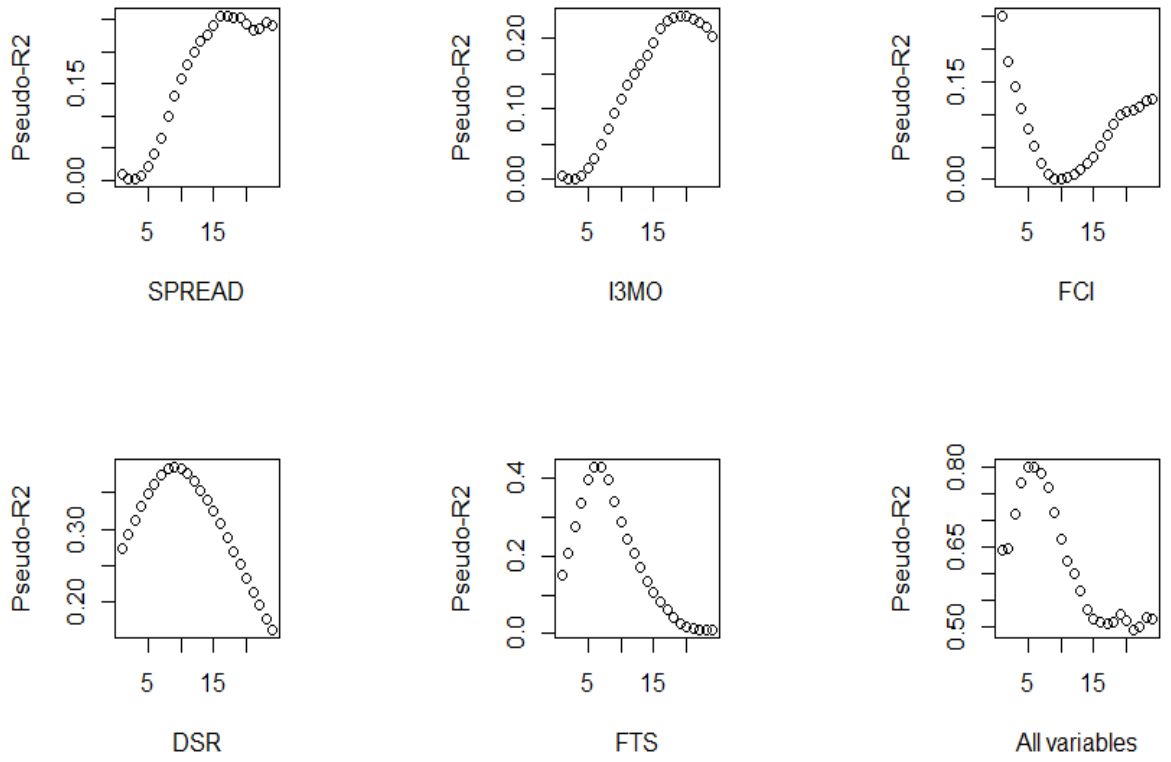 Pseudo-R2
0.00 0.15
5 15
SPREAD
Pseudo-R2
0.00 0.10 0.20
5 15
I3MO
Pseudo-R2
0.00 0.15
5 15
FCI
Pseudo-R2
0.20 0.30
5 15
DSR
Pseudo-R2
0.0 0.2 0.4
5 15
FTS
Pseudo-R2
0.50 0.65 0.80
5 15
All variables